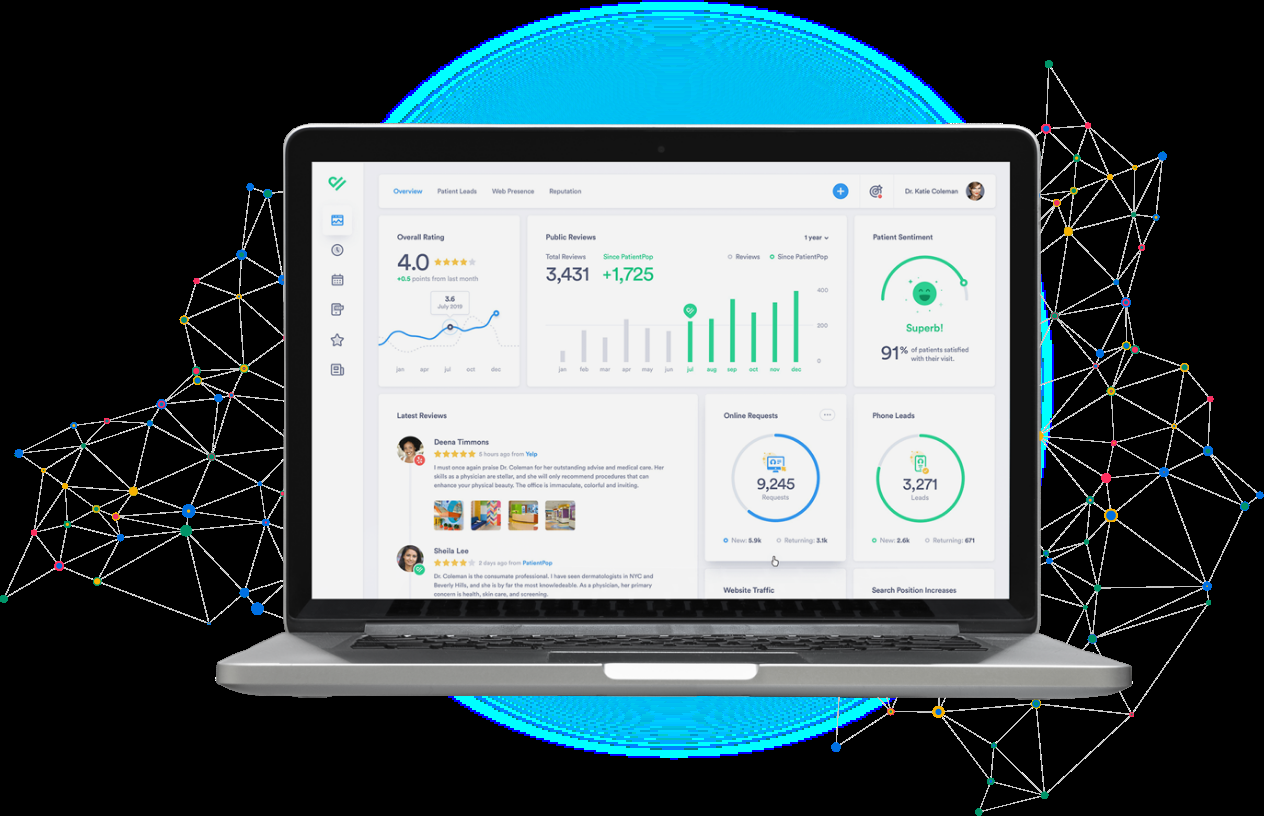 Overview Patient Leads Web Presence Reputation
Dr. Katie Coleman
Overall Rating
4.0
+0.5 points from last month
3.6
July 2019
jan apr jul oct dec
Public Reviews
1 year
Total Reviews Since PatientPop
3,431 +1,725
Reviews Since PatientPop
400
200
0
jan feb mar apr may jun jul aug sep oct nov dec
Patient Sentiment
Superb!
91% of patients satisfied
with their visit.
Latest Reviews
Deena Timmons
5 hours ago from Yelp
I must once again praise Dr. Coleman for her outstanding advise and medical care. Her
skills as a physician are stellar, and she will only recommend procedures that can
enhance your physical beauty. The office is immaculate, colorful and inviting.
Sheila Lee
2 days ago from PatientPop
Dr. Coleman is the consumate professional. I have seen dermatologists in NYC and
Beverly Hills, and she is by far the most knowledeable. As a physician, her primary
concern is health, skin care, and screening.
Online Requests
9,245
Requests
New: 5.9k Returning: 3.1k
Phone Leads
3,271
Leads
New: 2.6k Returning: 671
Website Traffic
Search Position Increases